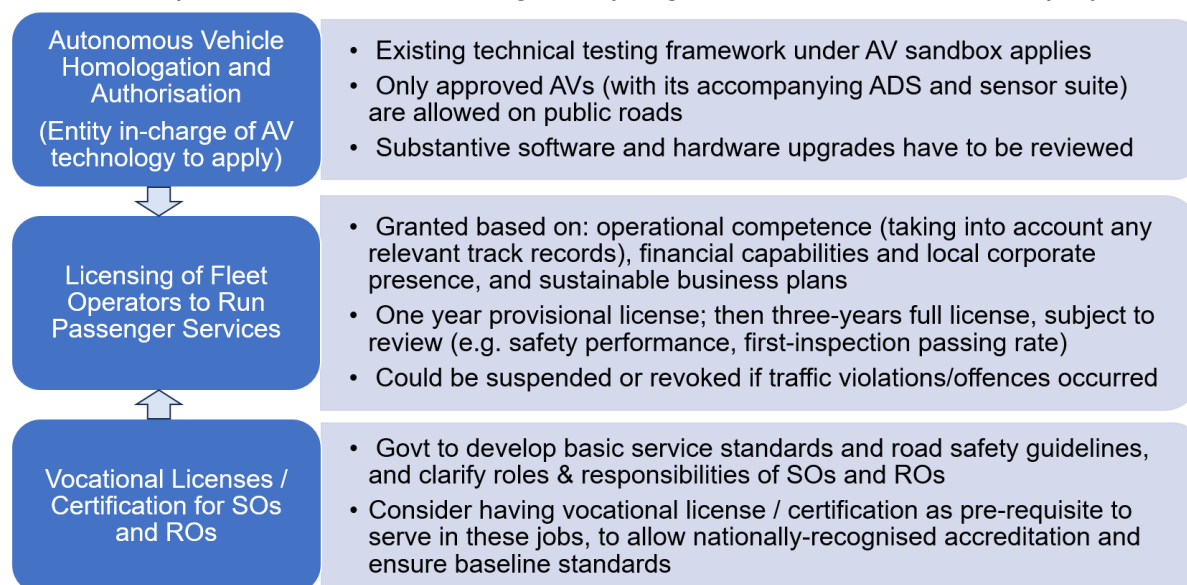 Autonomous Vehicle
Homologation and
Authorisation
(Entity in-charge of AV
technology to apply)
• Existing technical testing framework under AV sandbox applies
• Only approved AVs (with its accompanying ADS and sensor suite)
are allowed on public roads
• Substantive software and hardware upgrades have to be reviewed
Licensing of Fleet
Operators to Run
Passenger Services
• Granted based on: operational competence (taking into account any
relevant track records), financial capabilities and local corporate
presence, and sustainable business plans
• One year provisional license; then three-years full license, subject to
review (e.g. safety performance, first-inspection passing rate)
• Could be suspended or revoked if traffic violations/offences occurred
Vocational Licenses /
Certification for SOs
and ROs
• Govt to develop basic service standards and road safety guidelines,
and clarify roles & responsibilities of SOs and ROs
• Consider having vocational license / certification as pre-requisite to
serve in these jobs, to allow nationally-recognised accreditation and
ensure baseline standards